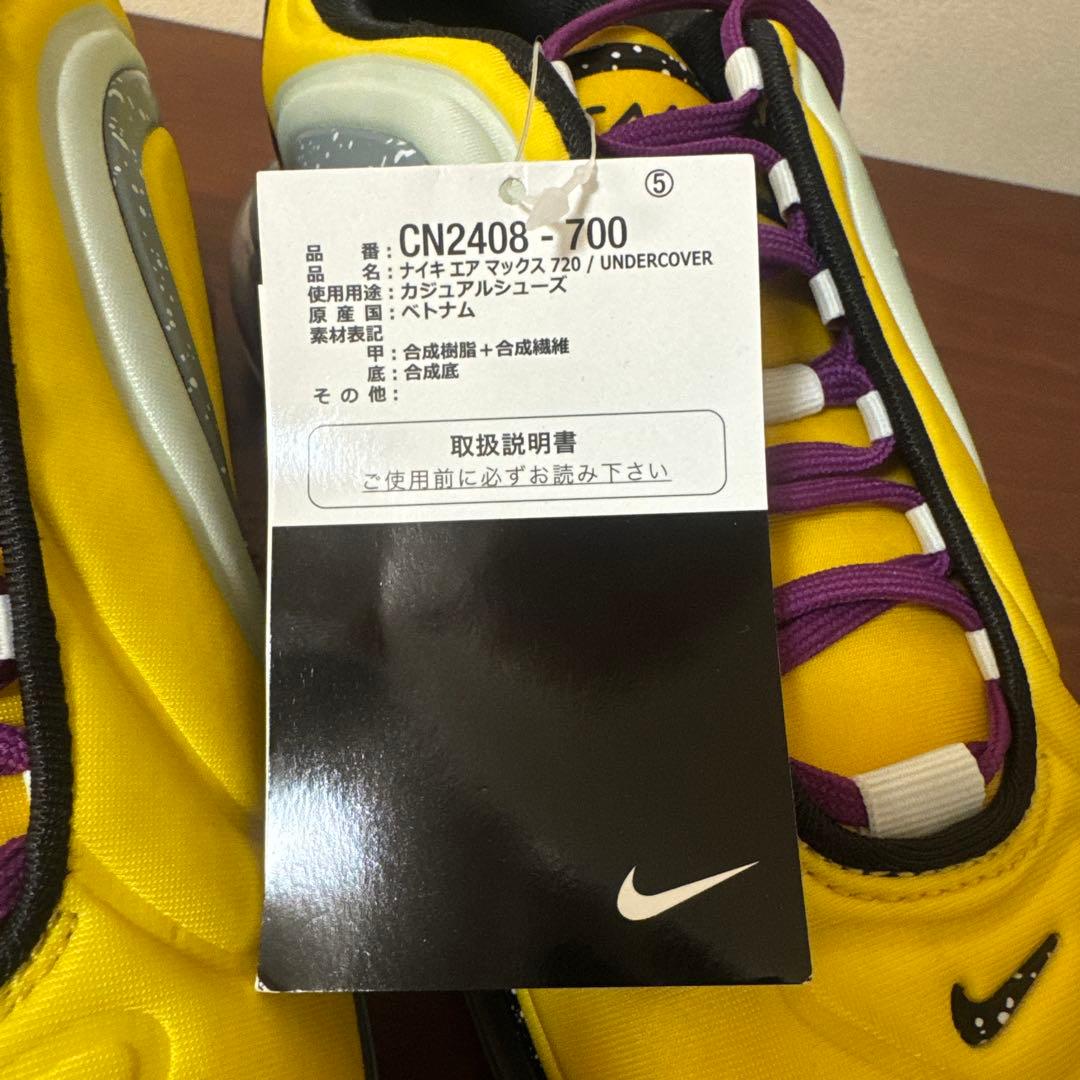 ⑤
品 番：CN2408 - 700
品 名：ナイキ エア マックス 720 / UNDERCOVER
使用用途：カジュアルシューズ
原産国：ベトナム
素材表記
甲：合成樹脂＋合成繊維
底：合成底
その他：
取扱説明書
ご使用前に必ずお読み下さい